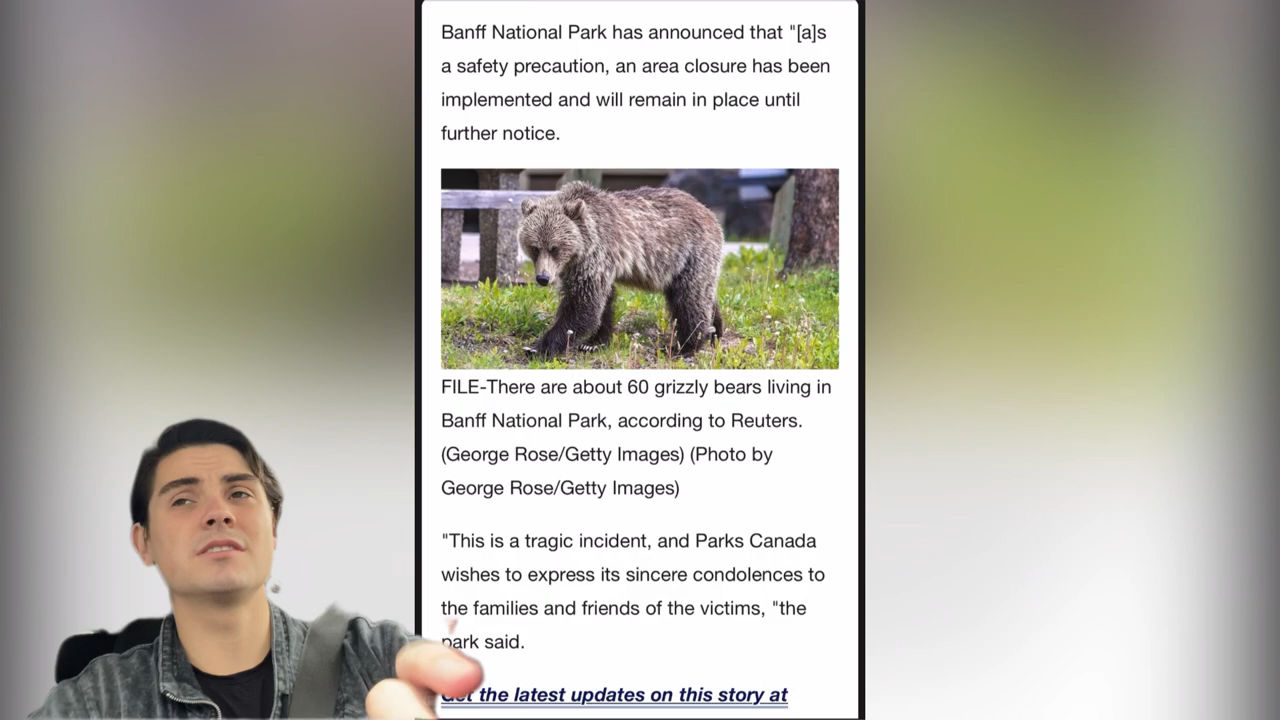 Banff National Park has announced that "[a]s
a safety precaution, an area closure has been
implemented and will remain in place until
further notice.
FILE-There are about 60 grizzly bears living in
Banff National Park, according to Reuters.
(George Rose/Getty Images) (Photo by
George Rose/Getty Images)
"This is a tragic incident, and Parks Canada
wishes to express its sincere condolences to
the families and friends of the victims, "the
park said.
Get the latest updates on this story at